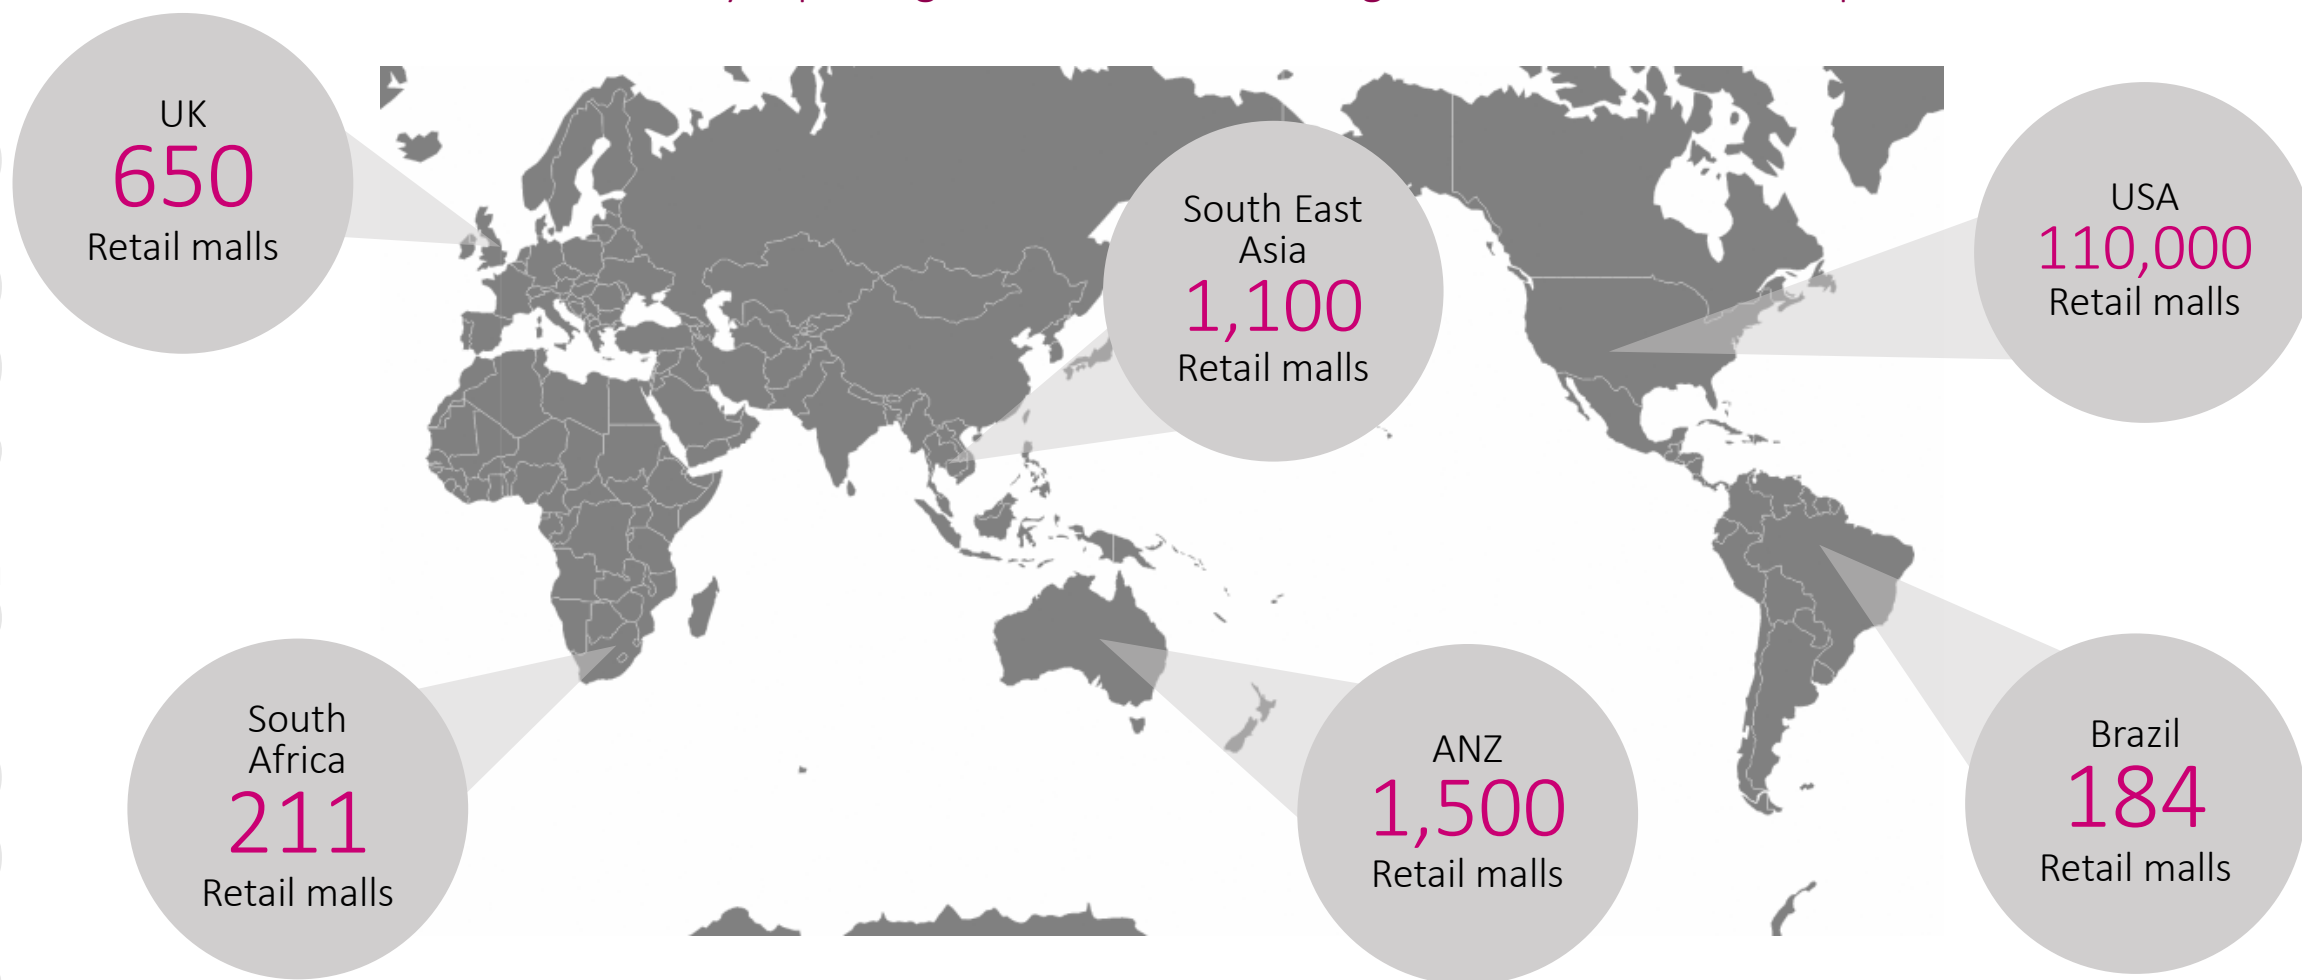 UK
650
Retail malls
South East
Asia
1,100
Retail malls
USA
110,000
Retail malls
South
Africa
211
Retail malls
ANZ
1,500
Retail malls
Brazil
184
Retail malls